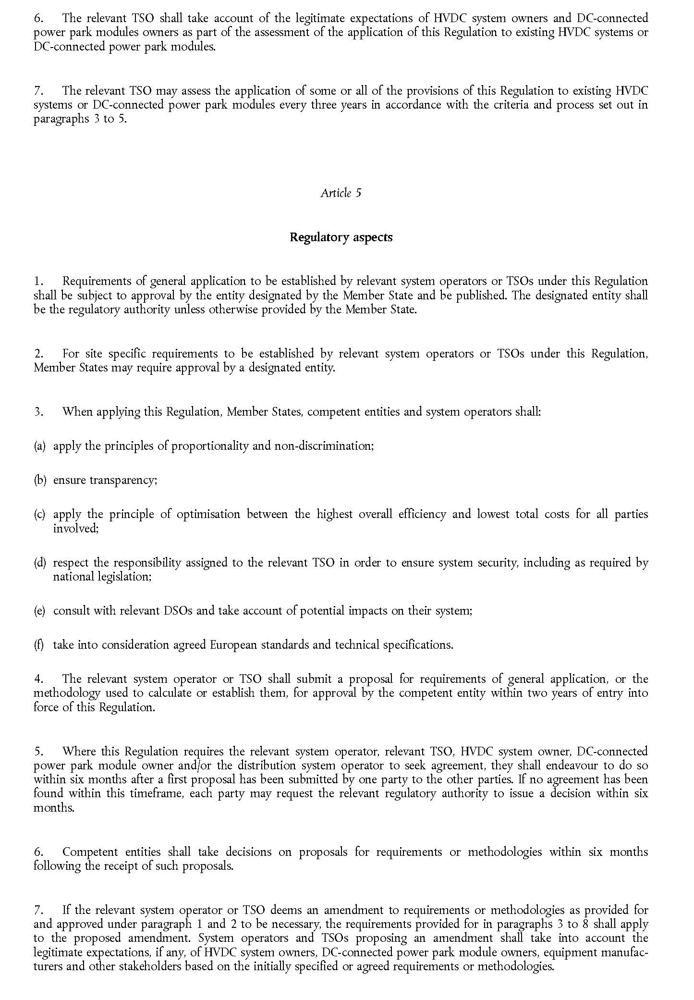 6. The relevant TSO shall take account of the legitimate expectations of HVDC system owners and DC-connected
power park modules owners as part of the assessment of the application of this Regulation to existing HVDC systems or
DC-connected power park modules.
7. The relevant TSO may assess the application of some or all of the provisions of this Regulation to existing HVDC
systems or DC-connected power park modules every three years in accordance with the criteria and process set out in
paragraphs 3 to 5.
Article 5
Regulatory aspects
1. Requirements of general application to be established by relevant system operators or TSOs under this Regulation
shall be subject to approval by the entity designated by the Member State and be published. The designated entity shall
be the regulatory authority unless otherwise provided by the Member State.
2. For site specific requirements to be established by relevant system operators or TSOs under this Regulation,
Member States may require approval by a designated entity.
3. When applying this Regulation, Member States, competent entities and system operators shall:
(a) apply the principles of proportionality and non-discrimination;
(b) ensure transparency;
(c) apply the principle of optimisation between the highest overall efficiency and lowest total costs for all parties
involved;
(d) respect the responsibility assigned to the relevant TSO in order to ensure system security, including as required by
national legislation;
(e) consult with relevant DSOs and take account of potential impacts on their system;
(f) take into consideration agreed European standards and technical specifications.
4. The relevant system operator or TSO shall submit a proposal for requirements of general application, or the
methodology used to calculate or establish them, for approval by the competent entity within two years of entry into
force of this Regulation.
5. Where this Regulation requires the relevant system operator, relevant TSO, HVDC system owner, DC-connected
power park module owner and/or the distribution system operator to seek agreement, they shall endeavour to do so
within six months after a first proposal has been submitted by one party to the other parties. If no agreement has been
found within this timeframe, each party may request the relevant regulatory authority to issue a decision within six
months.
6. Competent entities shall take decisions on proposals for requirements or methodologies within six months
following the receipt of such proposals.
7. If the relevant system operator or TSO deems an amendment to requirements or methodologies as provided for
and approved under paragraph 1 and 2 to be necessary, the requirements provided for in paragraphs 3 to 8 shall apply
to the proposed amendment. System operators and TSOs proposing an amendment shall take into account the
legitimate expectations, if any, of HVDC system owners, DC-connected power park module owners, equipment manufac-
turers and other stakeholders based on the initially specified or agreed requirements or methodologies.